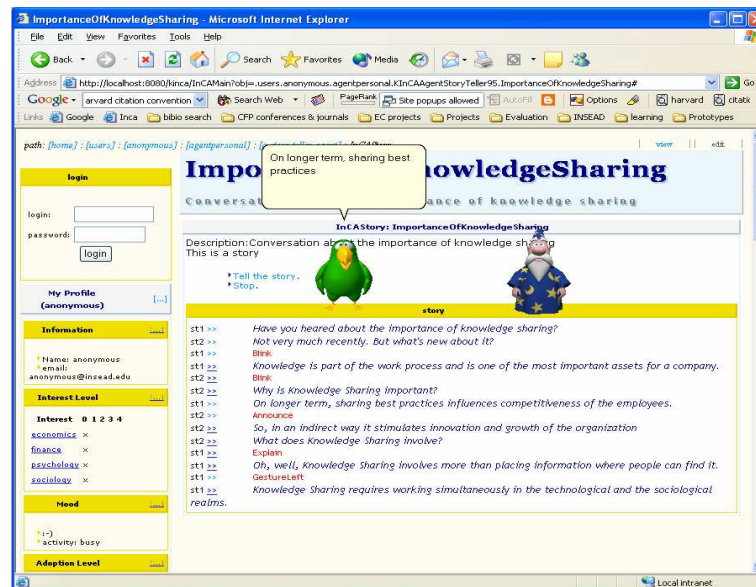 ImportanceOfKnowledgeSharing - Microsoft Internet Explorer
File Edit View Favorites Tools Help
Back Search Favorites Media
Address http://localhost:8080/kinca/InCAMain?obj=.users.anonymous.agentpersonal.KInCAAgentStoryTeller95.ImportanceOfKnowledgeSharing# Go
Google arvard citation convention Search Web PageRank Site popups allowed AutoFill Options harvard citatk
Links Google Inca bibio search CFP conferences & journals EC projects Projects Evaluation INSEAD learning Prototypes
path: [home] : [users] : [anonymous] : [agentpersonal] : view || edit
On longer term, sharing best
practices
Impo owledgeSharing
Conversat ance of knowledge sharing
login
login:
password:
login
InCAStory: ImportanceOfKnowledgeSharing
Description:Conversation about the importance of knowledge sharing
This is a story
Tell the story.
Stop.
My Profile
(anonymous) [...]
story
Information [...]
Name: anonymous
email:
anonymous@insead.edu
Interest Level [...]
Interest 0 1 2 3 4
economics ×
finance ×
psychology ×
sociology ×
Mood [...]
:-)
activity: busy
Adoption Level [...]
st1 >> Have you heared about the importance of knowledge sharing?
st2 >> Not very much recently. But what's new about it?
st1 >> Blink
st1 >> Knowledge is part of the work process and is one of the most important assets for a company.
st2 >> Blink
st2 >> Why is Knowledge Sharing important?
st1 >> On longer term, sharing best practices influences competitiveness of the employees.
st2 >> Announce
st2 >> So, in an indirect way it stimulates innovation and growth of the organization
st2 >> What does Knowledge Sharing involve?
st1 >> Explain
st1 >> Oh, well, Knowledge Sharing involves more than placing information where people can find it.
st1 >> GestureLeft
st1 >> Knowledge Sharing requires working simultaneously in the technological and the sociological
realms.
Local intranet